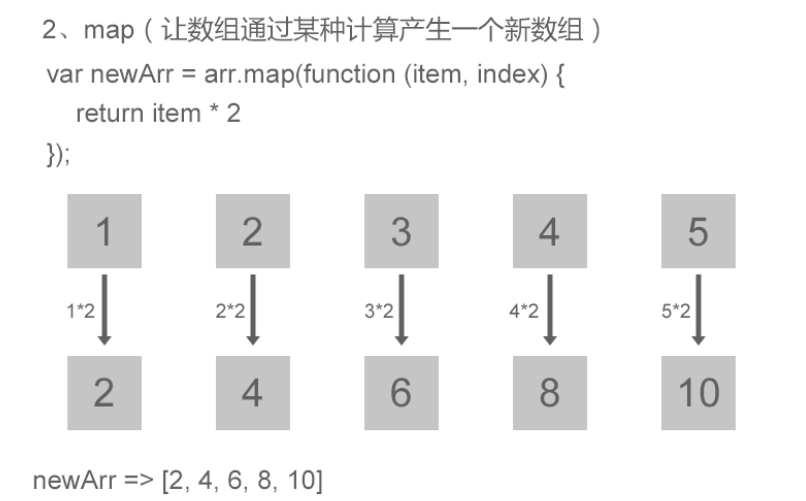 2、map（让数组通过某种计算产生一个新数组）
var newArr = arr.map(function (item, index) {
return item * 2
});
1 2 3 4 5
1*2 2*2 3*2 4*2 5*2
2 4 6 8 10
newArr => [2, 4, 6, 8, 10]